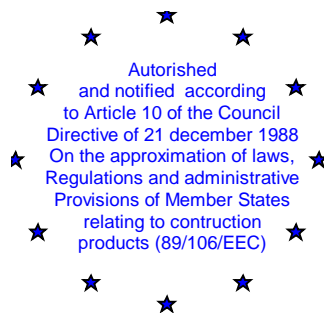 Autorished
and notified according
to Article 10 of the Council
Directive of 21 december 1988
On the approximation of laws,
Regulations and administrative
Provisions of Member States
relating to contruction
products (89/106/EEC)